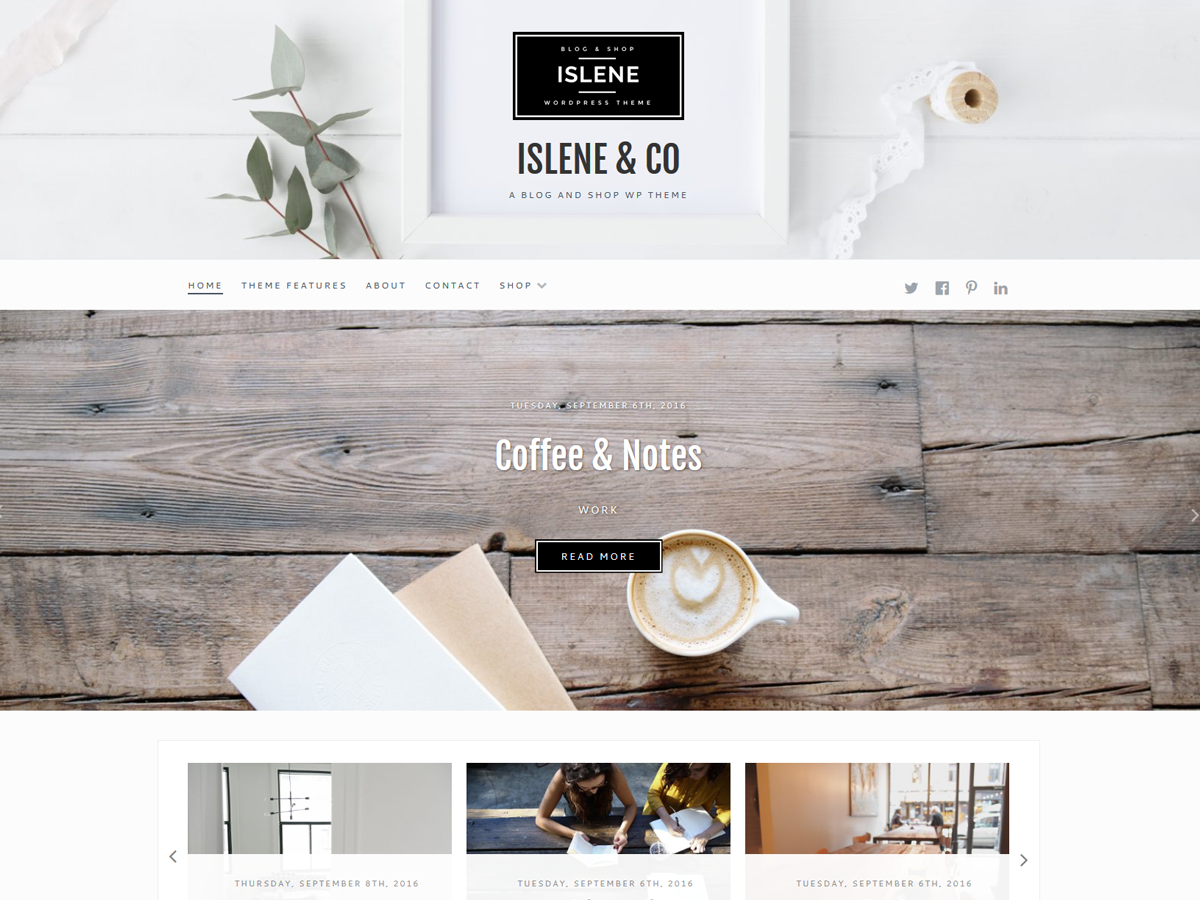 BLOG & SHOP
ISLENE
WORDPRESS THEME
ISLENE & CO
A BLOG AND SHOP WP THEME
HOME THEME FEATURES ABOUT CONTACT SHOP
TUESDAY, SEPTEMBER 6TH, 2016
Coffee & Notes
WORK
READ MORE
THURSDAY, SEPTEMBER 8TH, 2016
TUESDAY, SEPTEMBER 6TH, 2016
TUESDAY, SEPTEMBER 6TH, 2016